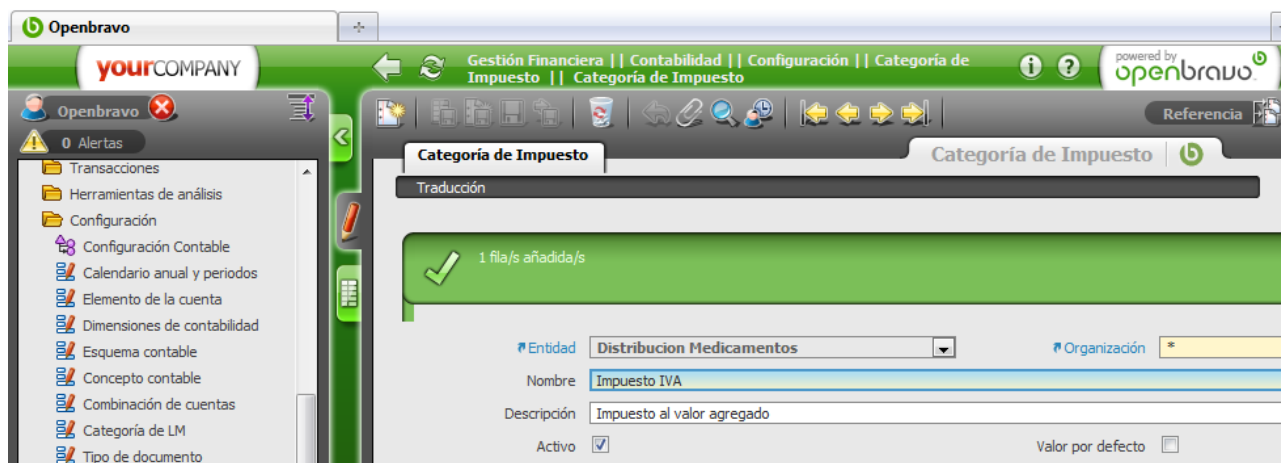 Openbravo
yourCOMPANY
Gestión Financiera || Contabilidad || Configuración || Categoría de
Impuesto || Categoría de Impuesto
powered by
openbravo
Openbravo
0 Alertas
Referencia
Transacciones
Herramientas de análisis
Configuración
Configuración Contable
Calendario anual y periodos
Elemento de la cuenta
Dimensiones de contabilidad
Esquema contable
Concepto contable
Combinación de cuentas
Categoría de LM
Tipo de documento
Categoría de Impuesto
Categoría de Impuesto
Traducción
1 fila/s añadida/s
Entidad Distribucion Medicamentos Organización *
Nombre Impuesto IVA
Descripción Impuesto al valor agregado
Activo Valor por defecto